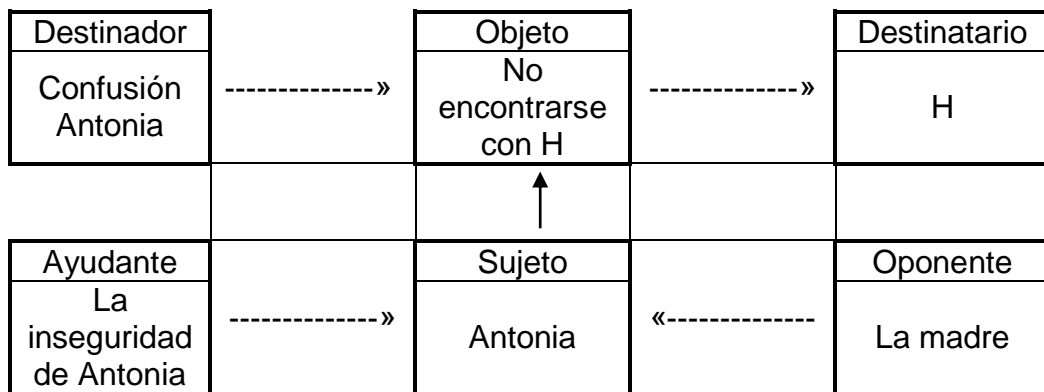 Destinador
Objeto
Destinatario
Confusión
Antonia
--------------»
No
encontrarse
con H
--------------»
H
Ayudante
Sujeto
Oponente
La
inseguridad
de Antonia
--------------»
Antonia
«--------------
La madre